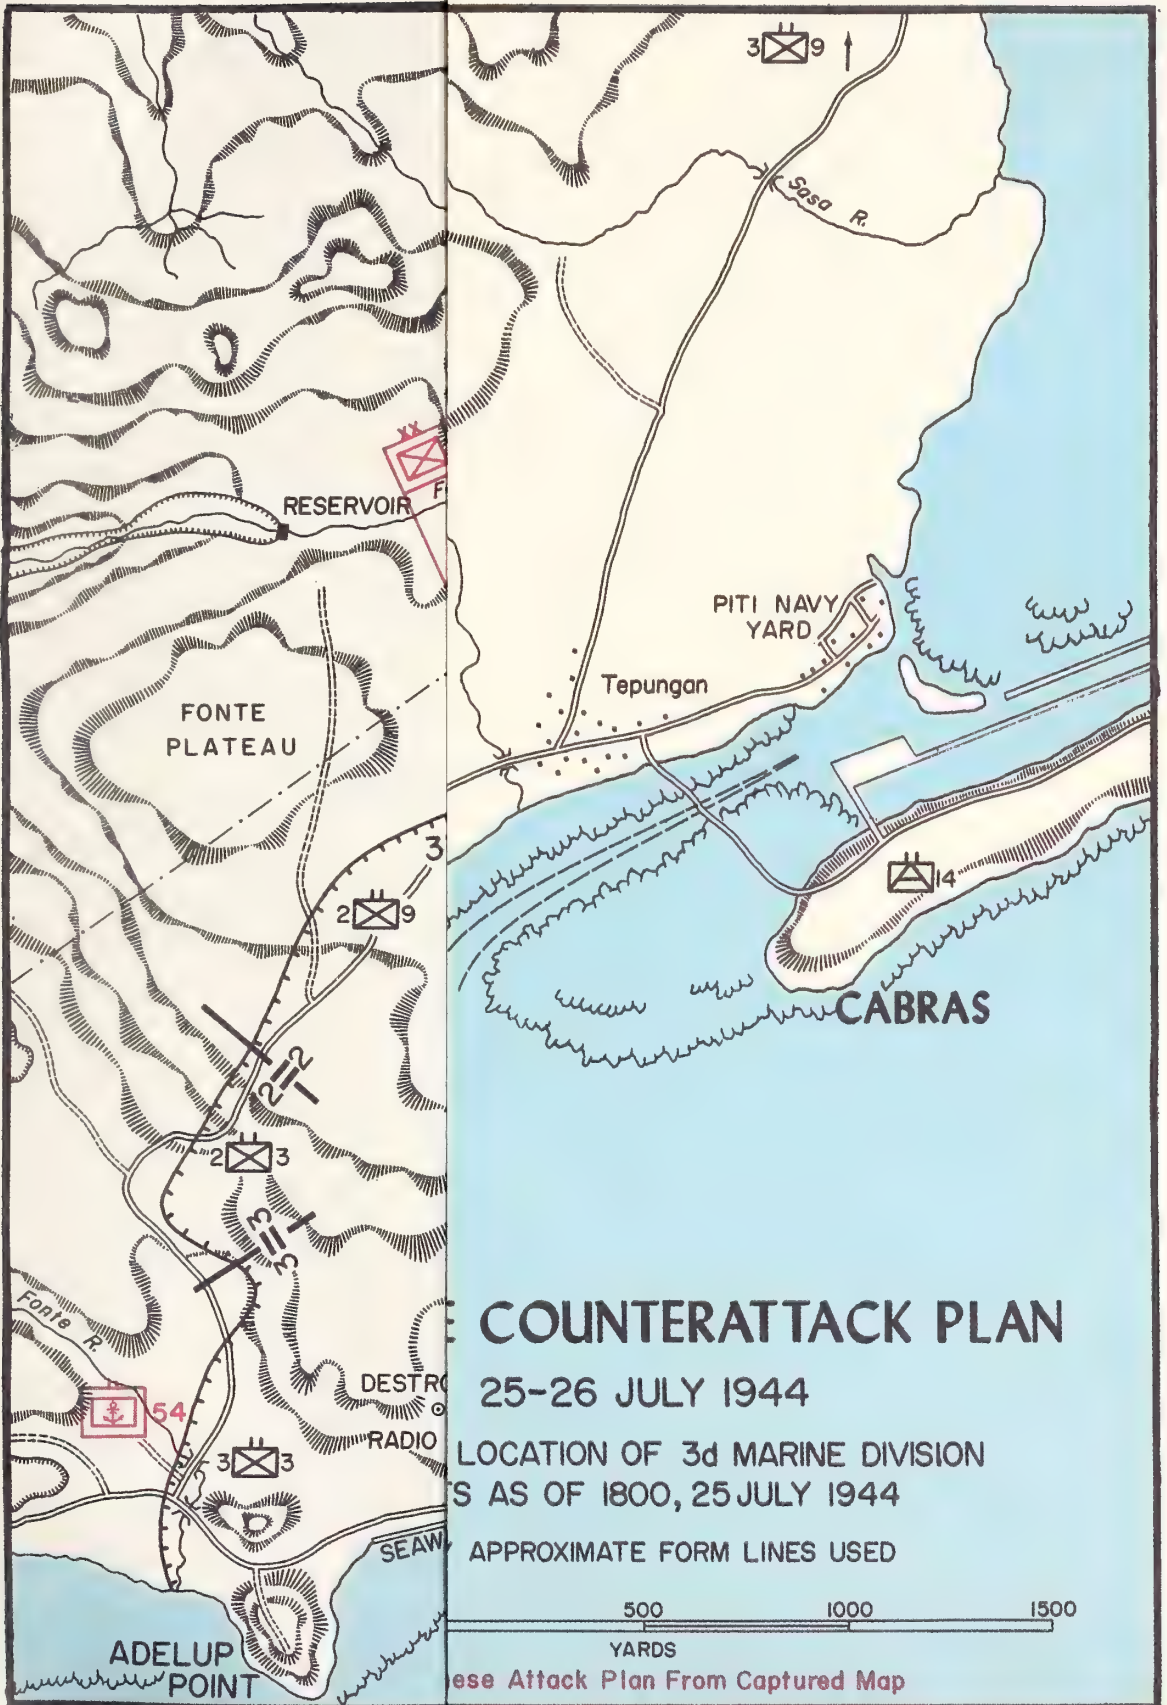 3 9
Sasa R.
RESERVOIR
F
PITI NAVY
YARD
Tepungan
FONTE
PLATEAU
3
2 9
14
CABRAS
2 = 2
2 3
3 = 3
Fonte R.
E COUNTERATTACK PLAN
DESTRO
25-26 JULY 1944
54
RADIO
LOCATION OF 3d MARINE DIVISION
3 3
S AS OF 1800, 25 JULY 1944
SEAW
APPROXIMATE FORM LINES USED
500 1000 1500
YARDS
ADELUP
POINT
ese Attack Plan From Captured Map